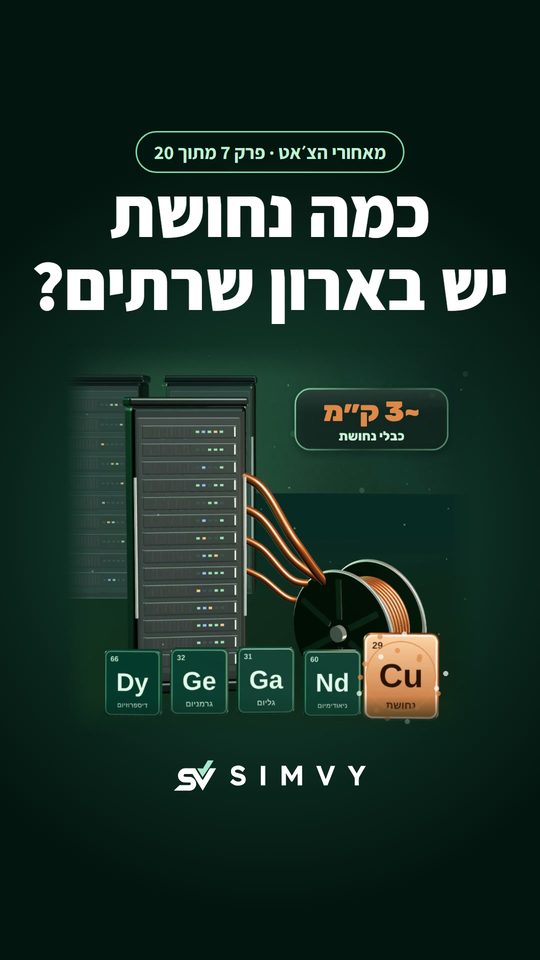 מאחורי הצ׳אט · פרק 7 מתוך 20
כמה נחושת
יש בארון שרתים?
~3 ק״מ
כבלי נחושת
66
Dy
דיספרוזיום
32
Ge
גרמניום
31
Ga
גליום
60
Nd
ניאודימיום
29
Cu
נחושת
SV SIMVY